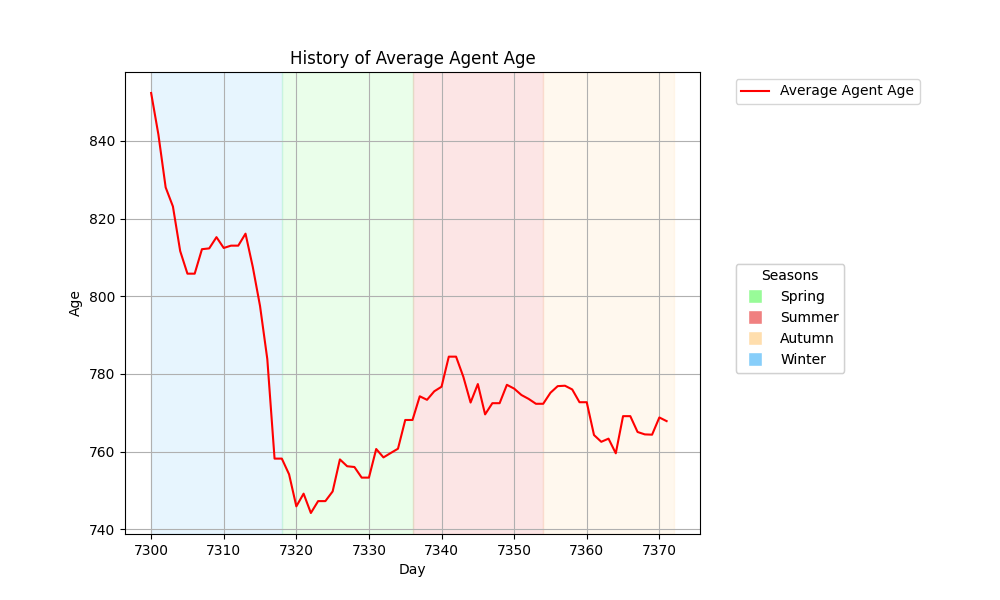 History of Average Agent Age
Average Agent Age
840
820
800
780
760
740
Age
7300 7310 7320 7330 7340 7350 7360 7370
Day
Seasons
Spring
Summer
Autumn
Winter